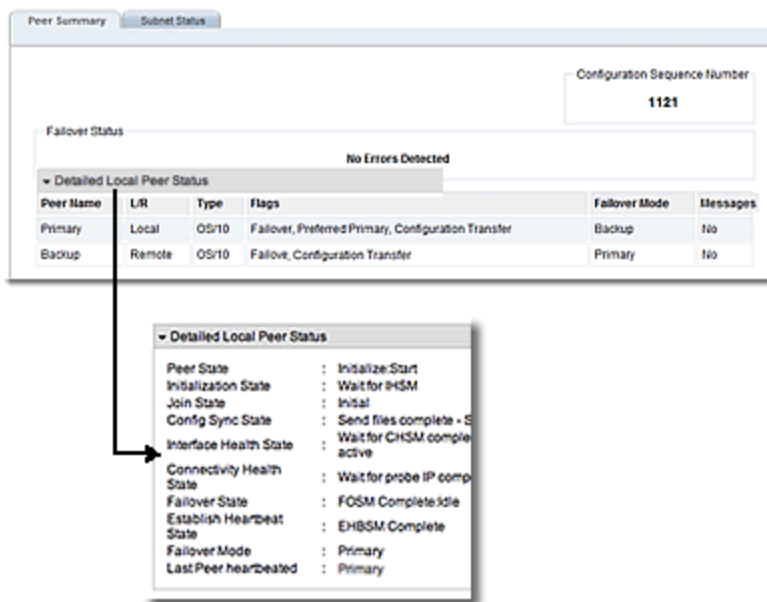 Peer Summary Subnet Status
Configuration Sequence Number
1121
Failover Status
No Errors Detected
Detailed Local Peer Status
Peer Name L/R Type Flags Failover Mode Messages
Primary Local OS/10 Failover, Preferred Primary, Configuration Transfer Backup No
Backup Remote OS/10 Failove, Configuration Transfer Primary No
Detailed Local Peer Status
Peer State : Initialize:Start
Initialization State : Wait for IHSM
Join State : Initial
Config Sync State : Send files complete - S
Interface Health State : Wait for CHSM comple
active
Connectivity Health
State : Wait for probe IP comp
Failover State : FOSM Complete:Idle
Establish Heartbeat
State : EHBSM Complete
Failover Mode : Primary
Last Peer heartbeated : Primary